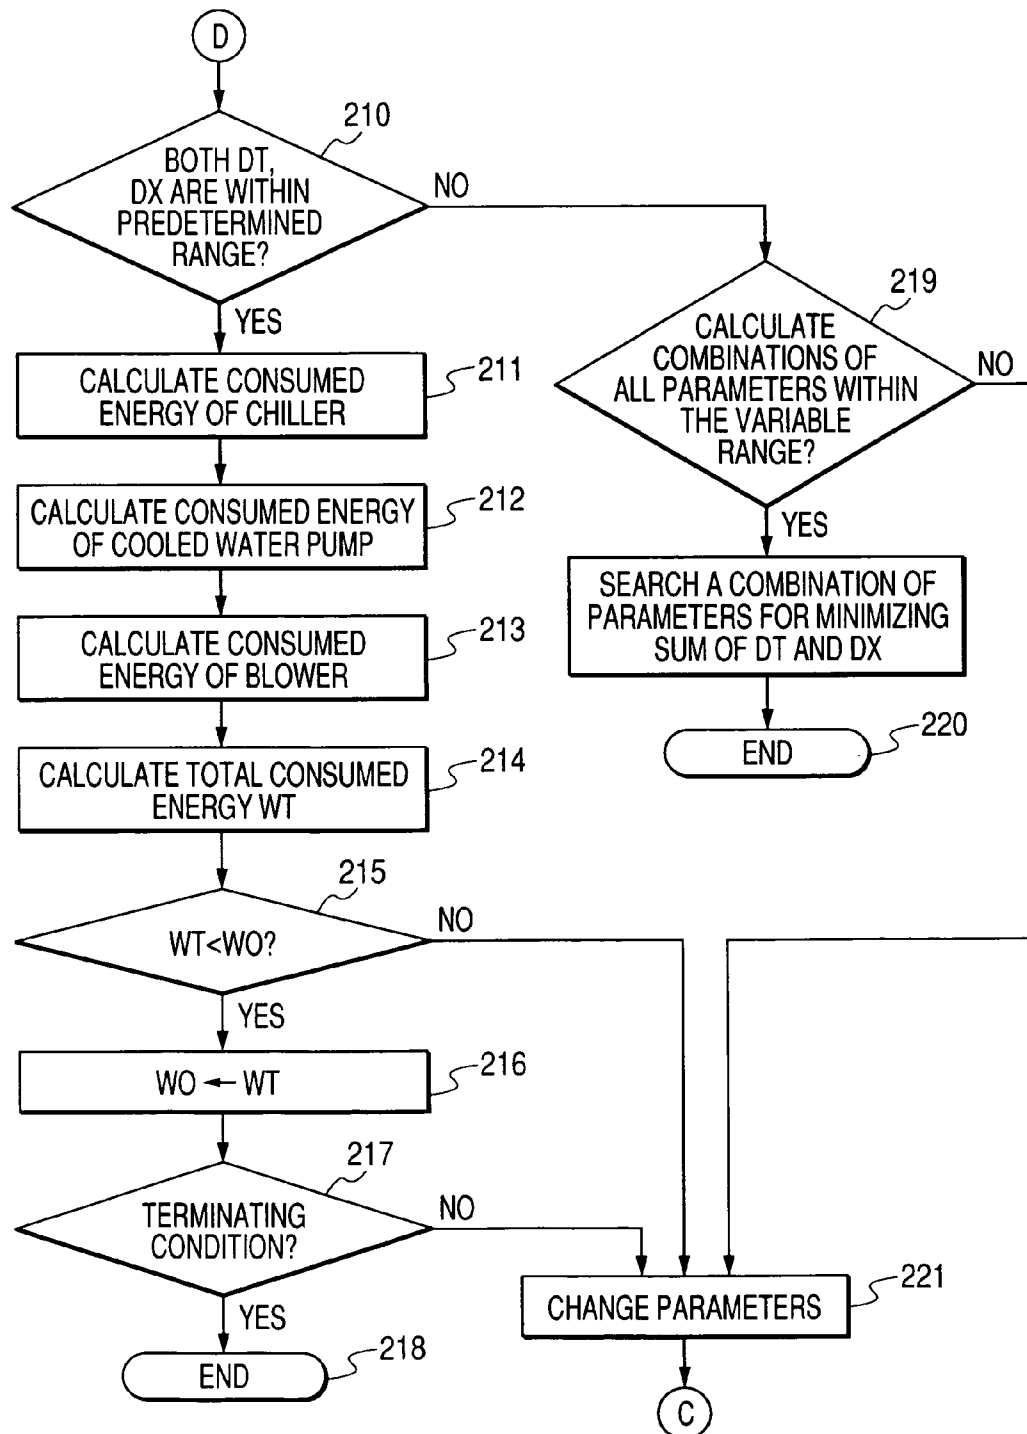 D
210
BOTH DT,
DX ARE WITHIN
PREDETERMINED
RANGE?
NO
YES
219
CALCULATE
COMBINATIONS OF
ALL PARAMETERS WITHIN
THE VARIABLE
RANGE?
NO
YES
CALCULATE CONSUMED
ENERGY OF CHILLER
211
CALCULATE CONSUMED ENERGY
OF COOLED WATER PUMP
212
SEARCH A COMBINATION OF
PARAMETERS FOR MINIMIZING
SUM OF DT AND DX
CALCULATE CONSUMED
ENERGY OF BLOWER
213
END
220
CALCULATE TOTAL CONSUMED
ENERGY WT
214
215
WT<WO?
NO
YES
WO ← WT
216
217
TERMINATING
CONDITION?
NO
YES
END
218
CHANGE PARAMETERS
221
C